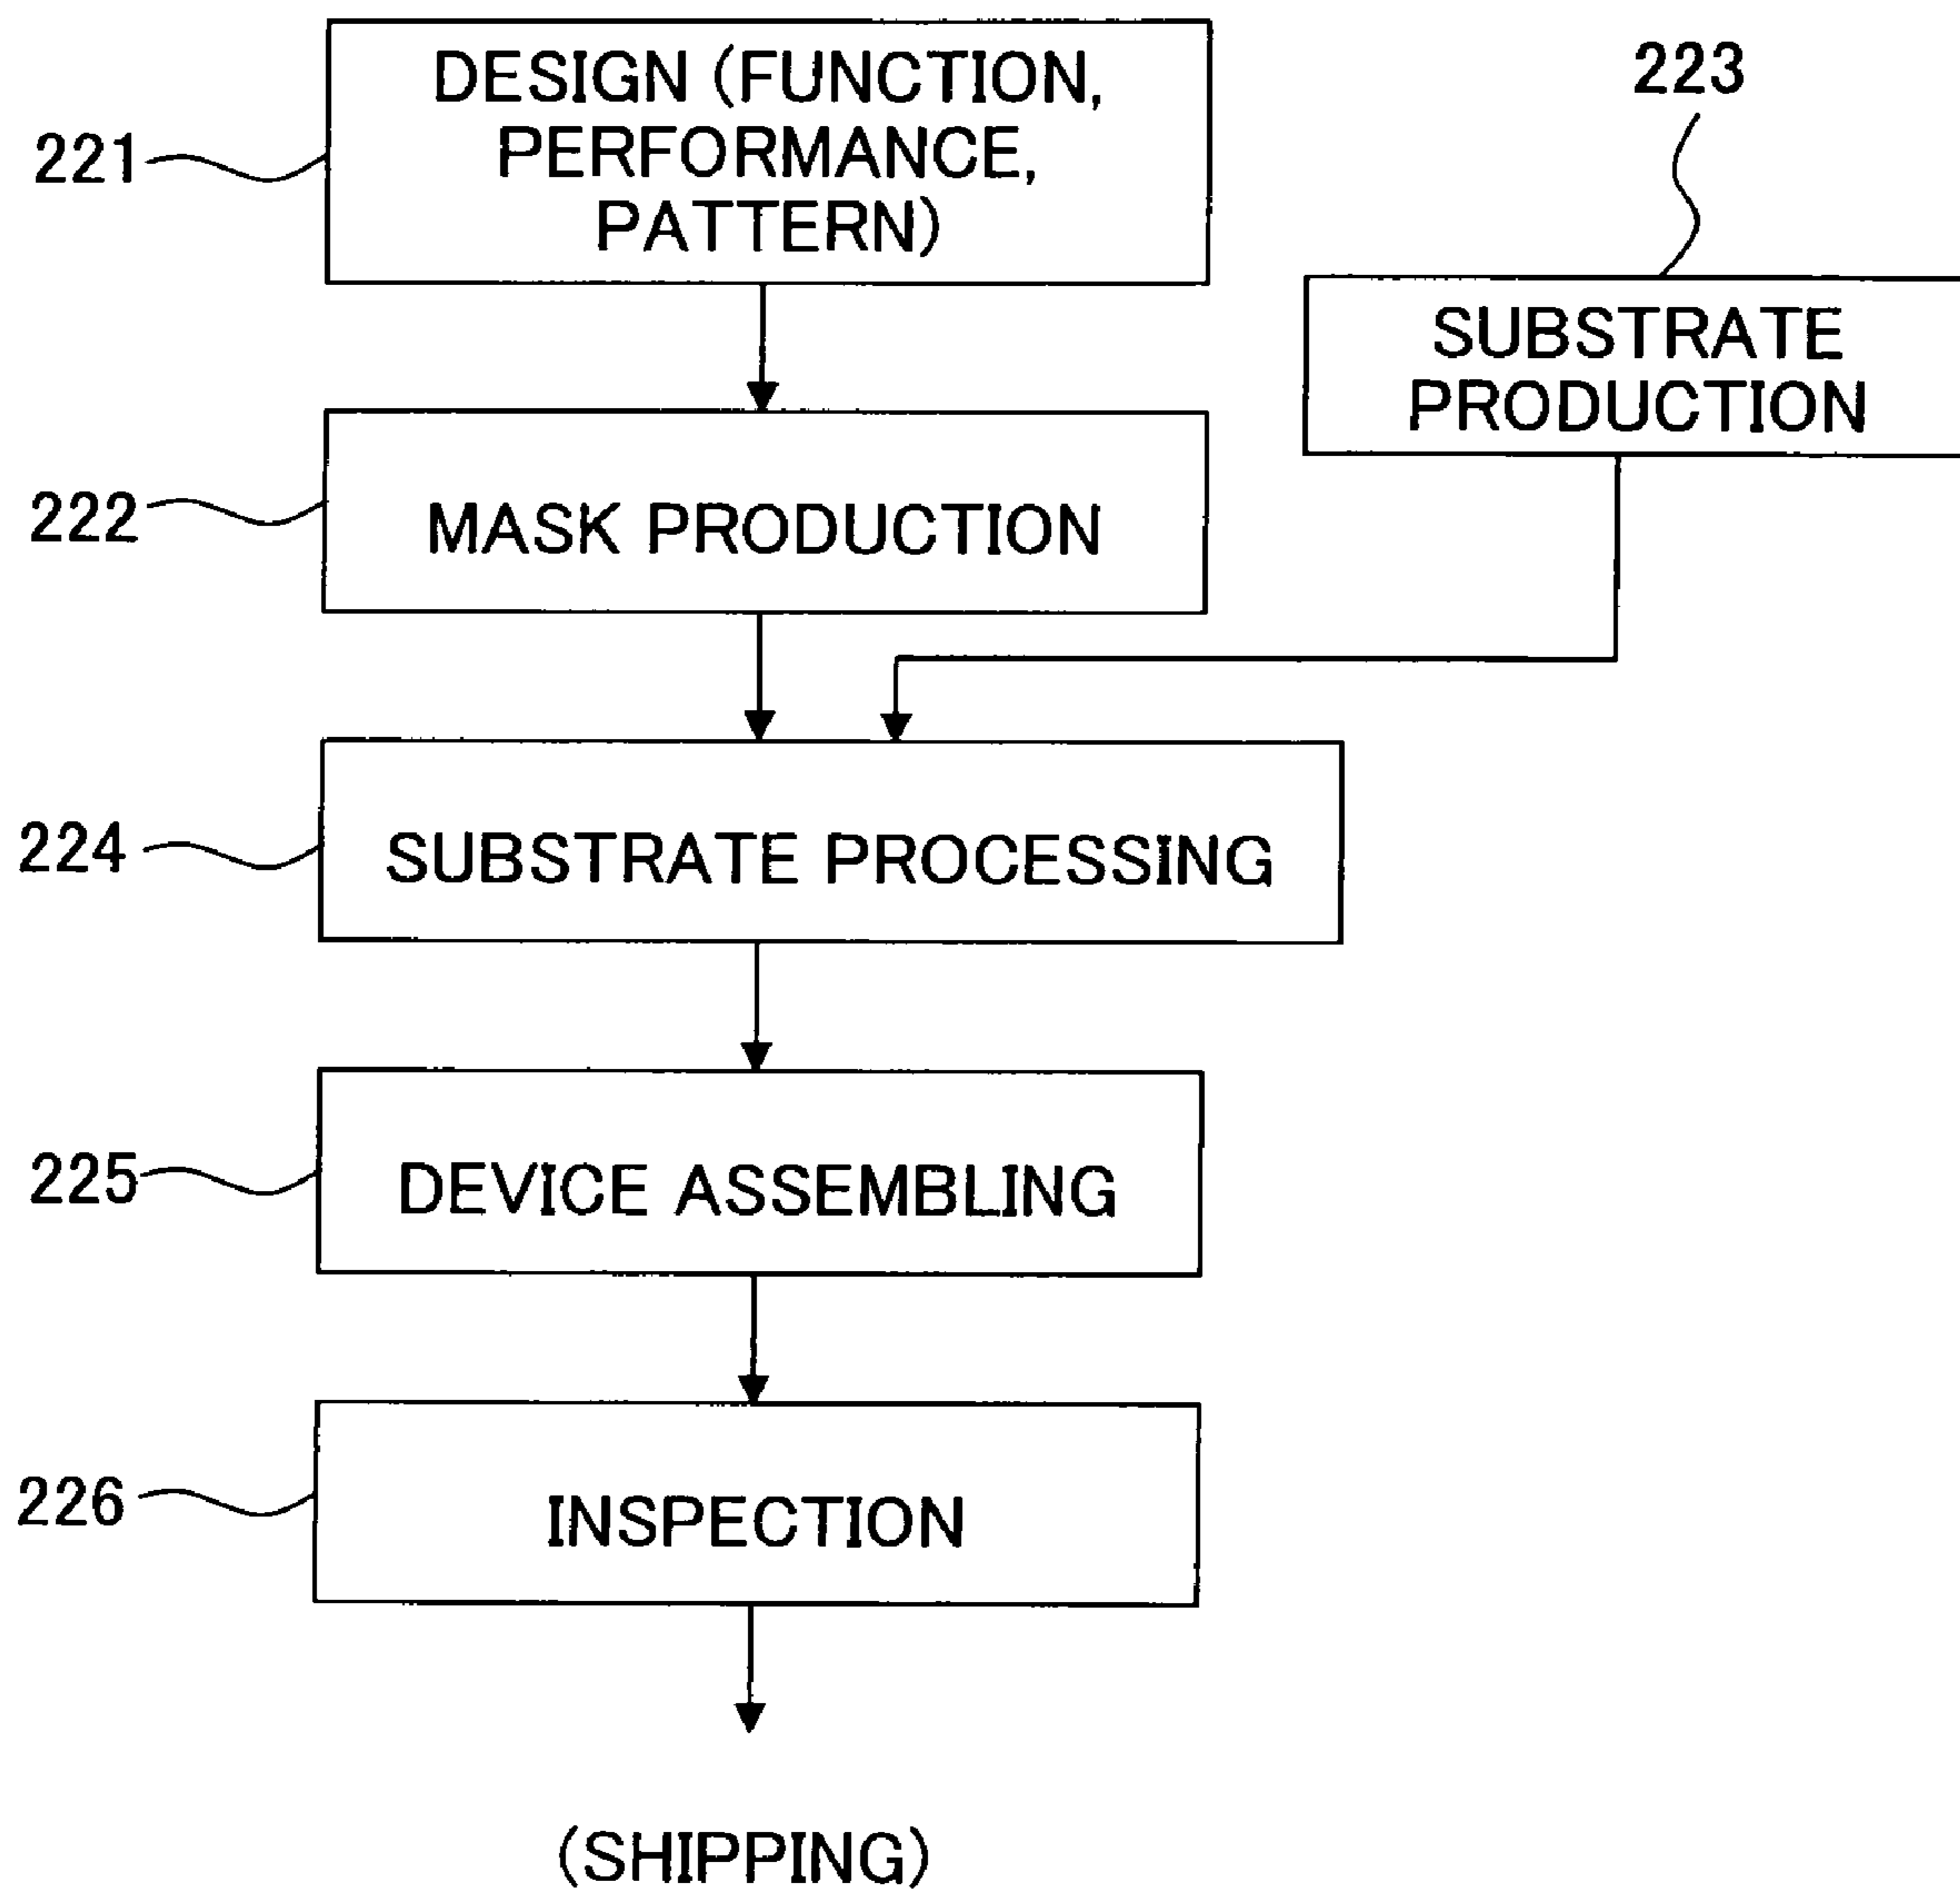 221
DESIGN (FUNCTION,
PERFORMANCE,
PATTERN)
223
SUBSTRATE
PRODUCTION
222
MASK PRODUCTION
224
SUBSTRATE PROCESSING
225
DEVICE ASSEMBLING
226
INSPECTION
(SHIPPING)